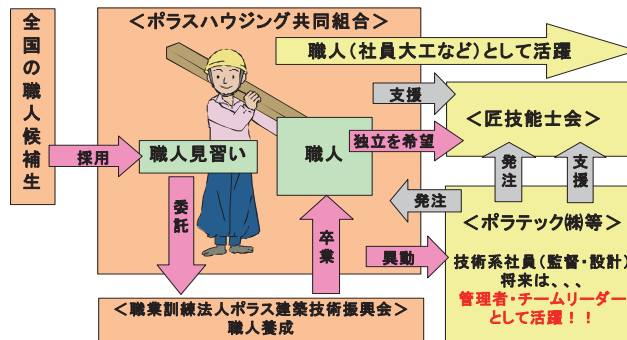 全国の職人候補生
<ポラスハウジング共同組合>
職人(社員大工など)として活躍
支援
<匠技能士会>
採用
職人見習い
職人
独立を希望
委託
卒業
発注
発注
支援
<ポラテック㈱等>
異動
技術系社員(監督・設計)
将来は、、、
管理者・チームリーダー
として活躍!!
<職業訓練法人ポラス建築技術振興会>
職人養成